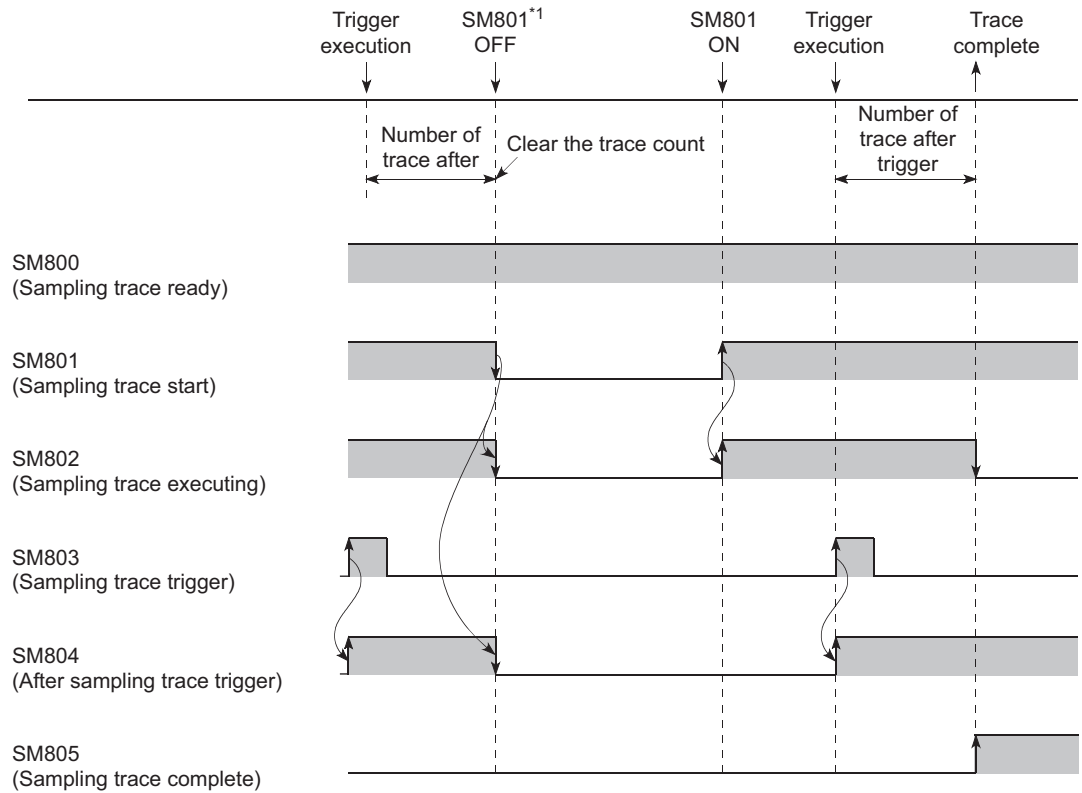 Trigger
execution
SM801*1
OFF
SM801
ON
Trigger
execution
Trace
complete
Number of
trace after
Clear the trace count
Number of
trace after
trigger
SM800
(Sampling trace ready)
SM801
(Sampling trace start)
SM802
(Sampling trace executing)
SM803
(Sampling trace trigger)
SM804
(After sampling trace trigger)
SM805
(Sampling trace complete)